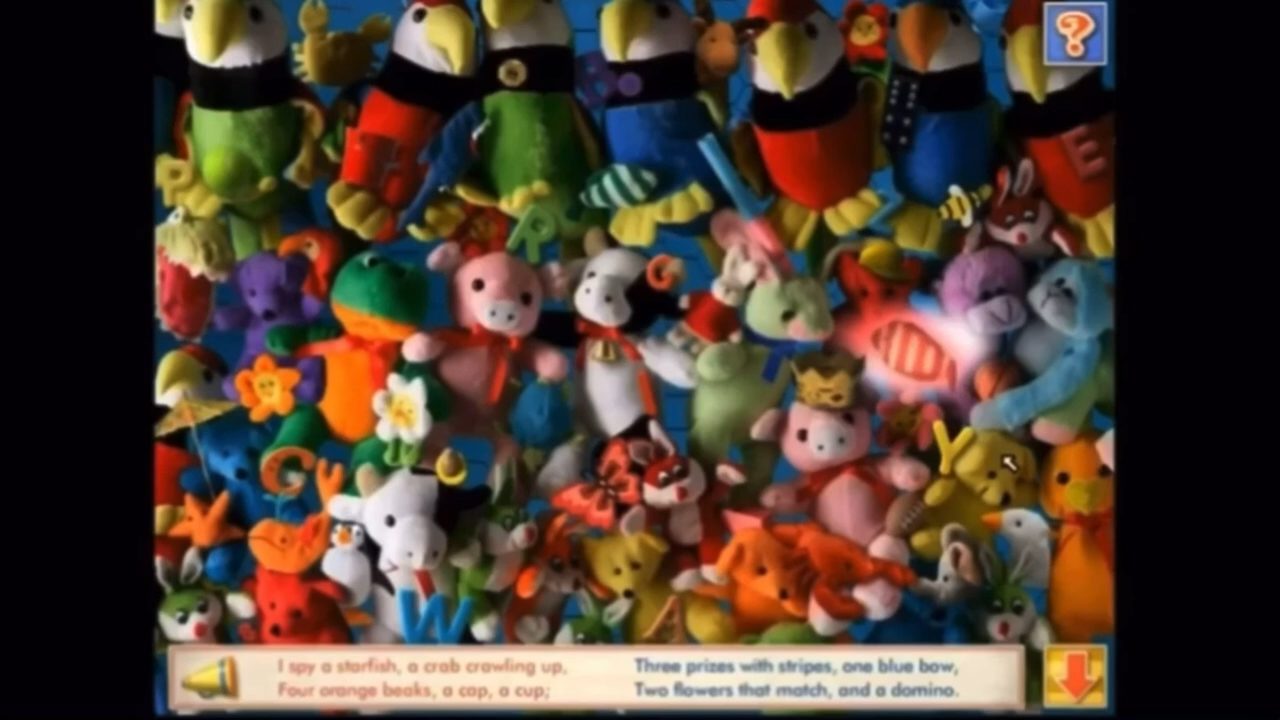 ?
B
P
H
E
R
G
G
Y
Y
W
A
I spy a starfish, a crab crawling up,
Four orange beaks, a cap, a cup;
Three prizes with stripes, one blue bow,
Two flowers that match, and a domino.